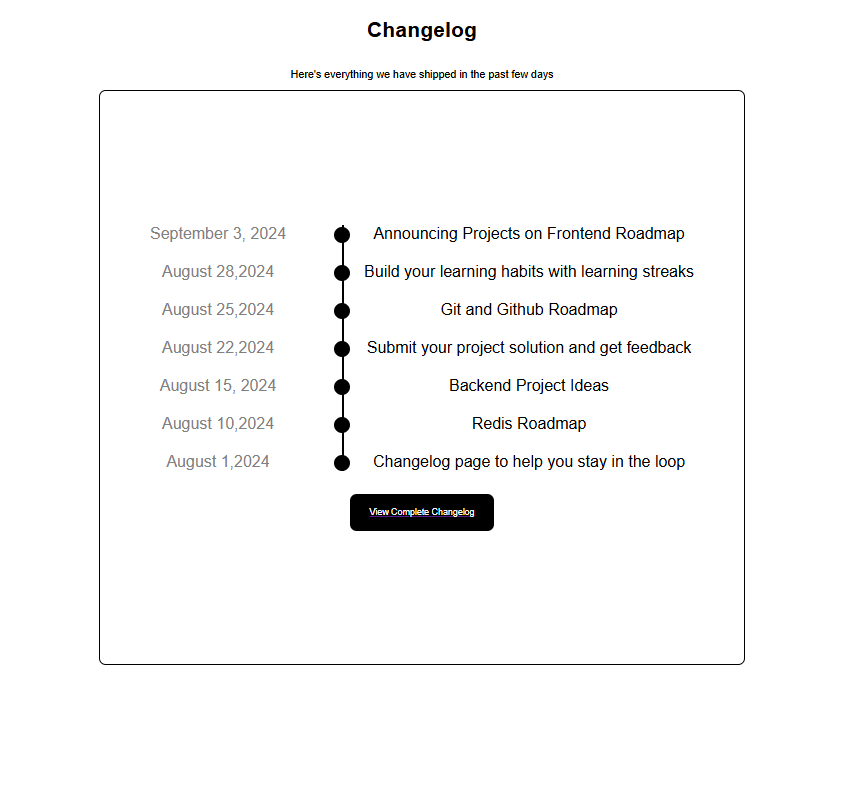 Changelog
Here's everything we have shipped in the past few days
September 3, 2024 Announcing Projects on Frontend Roadmap
August 28,2024 Build your learning habits with learning streaks
August 25,2024 Git and Github Roadmap
August 22,2024 Submit your project solution and get feedback
August 15, 2024 Backend Project Ideas
August 10,2024 Redis Roadmap
August 1,2024 Changelog page to help you stay in the loop
View Complete Changelog